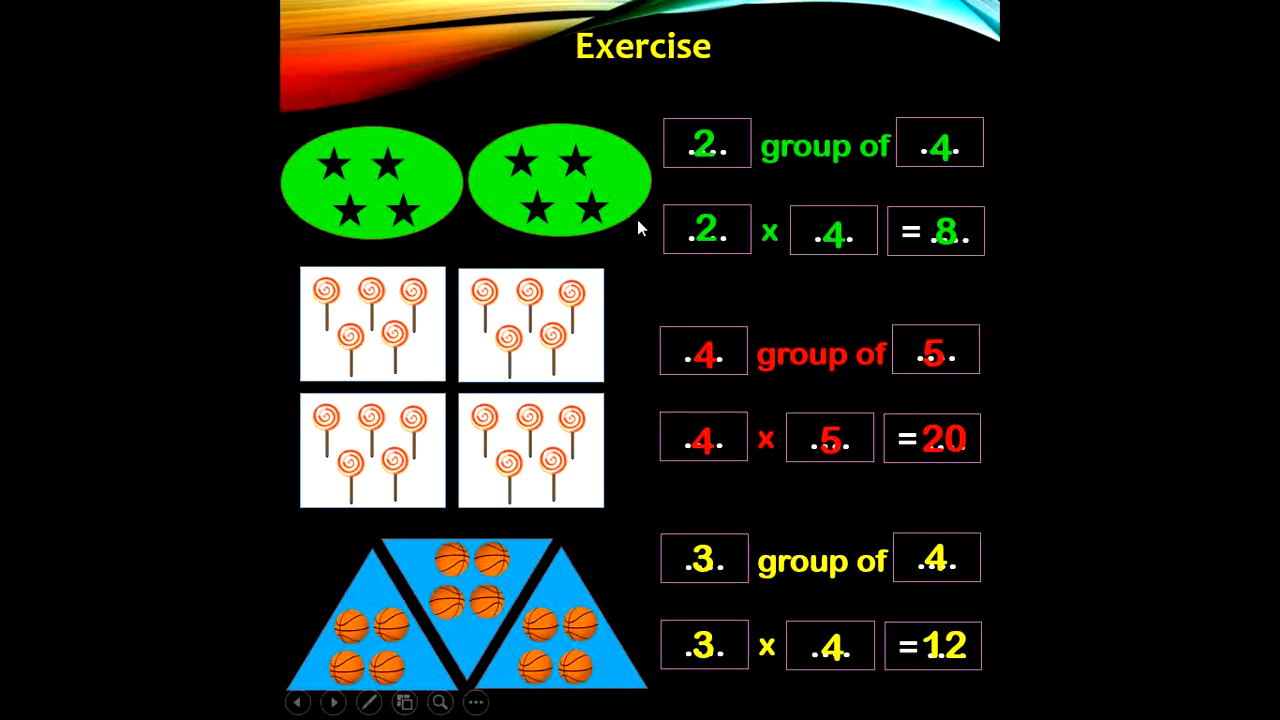 Exercise
2 group of 4
2 x 4 = 8
4 group of 5
4 x 5 = 20
3 group of 4
3 x 4 = 12